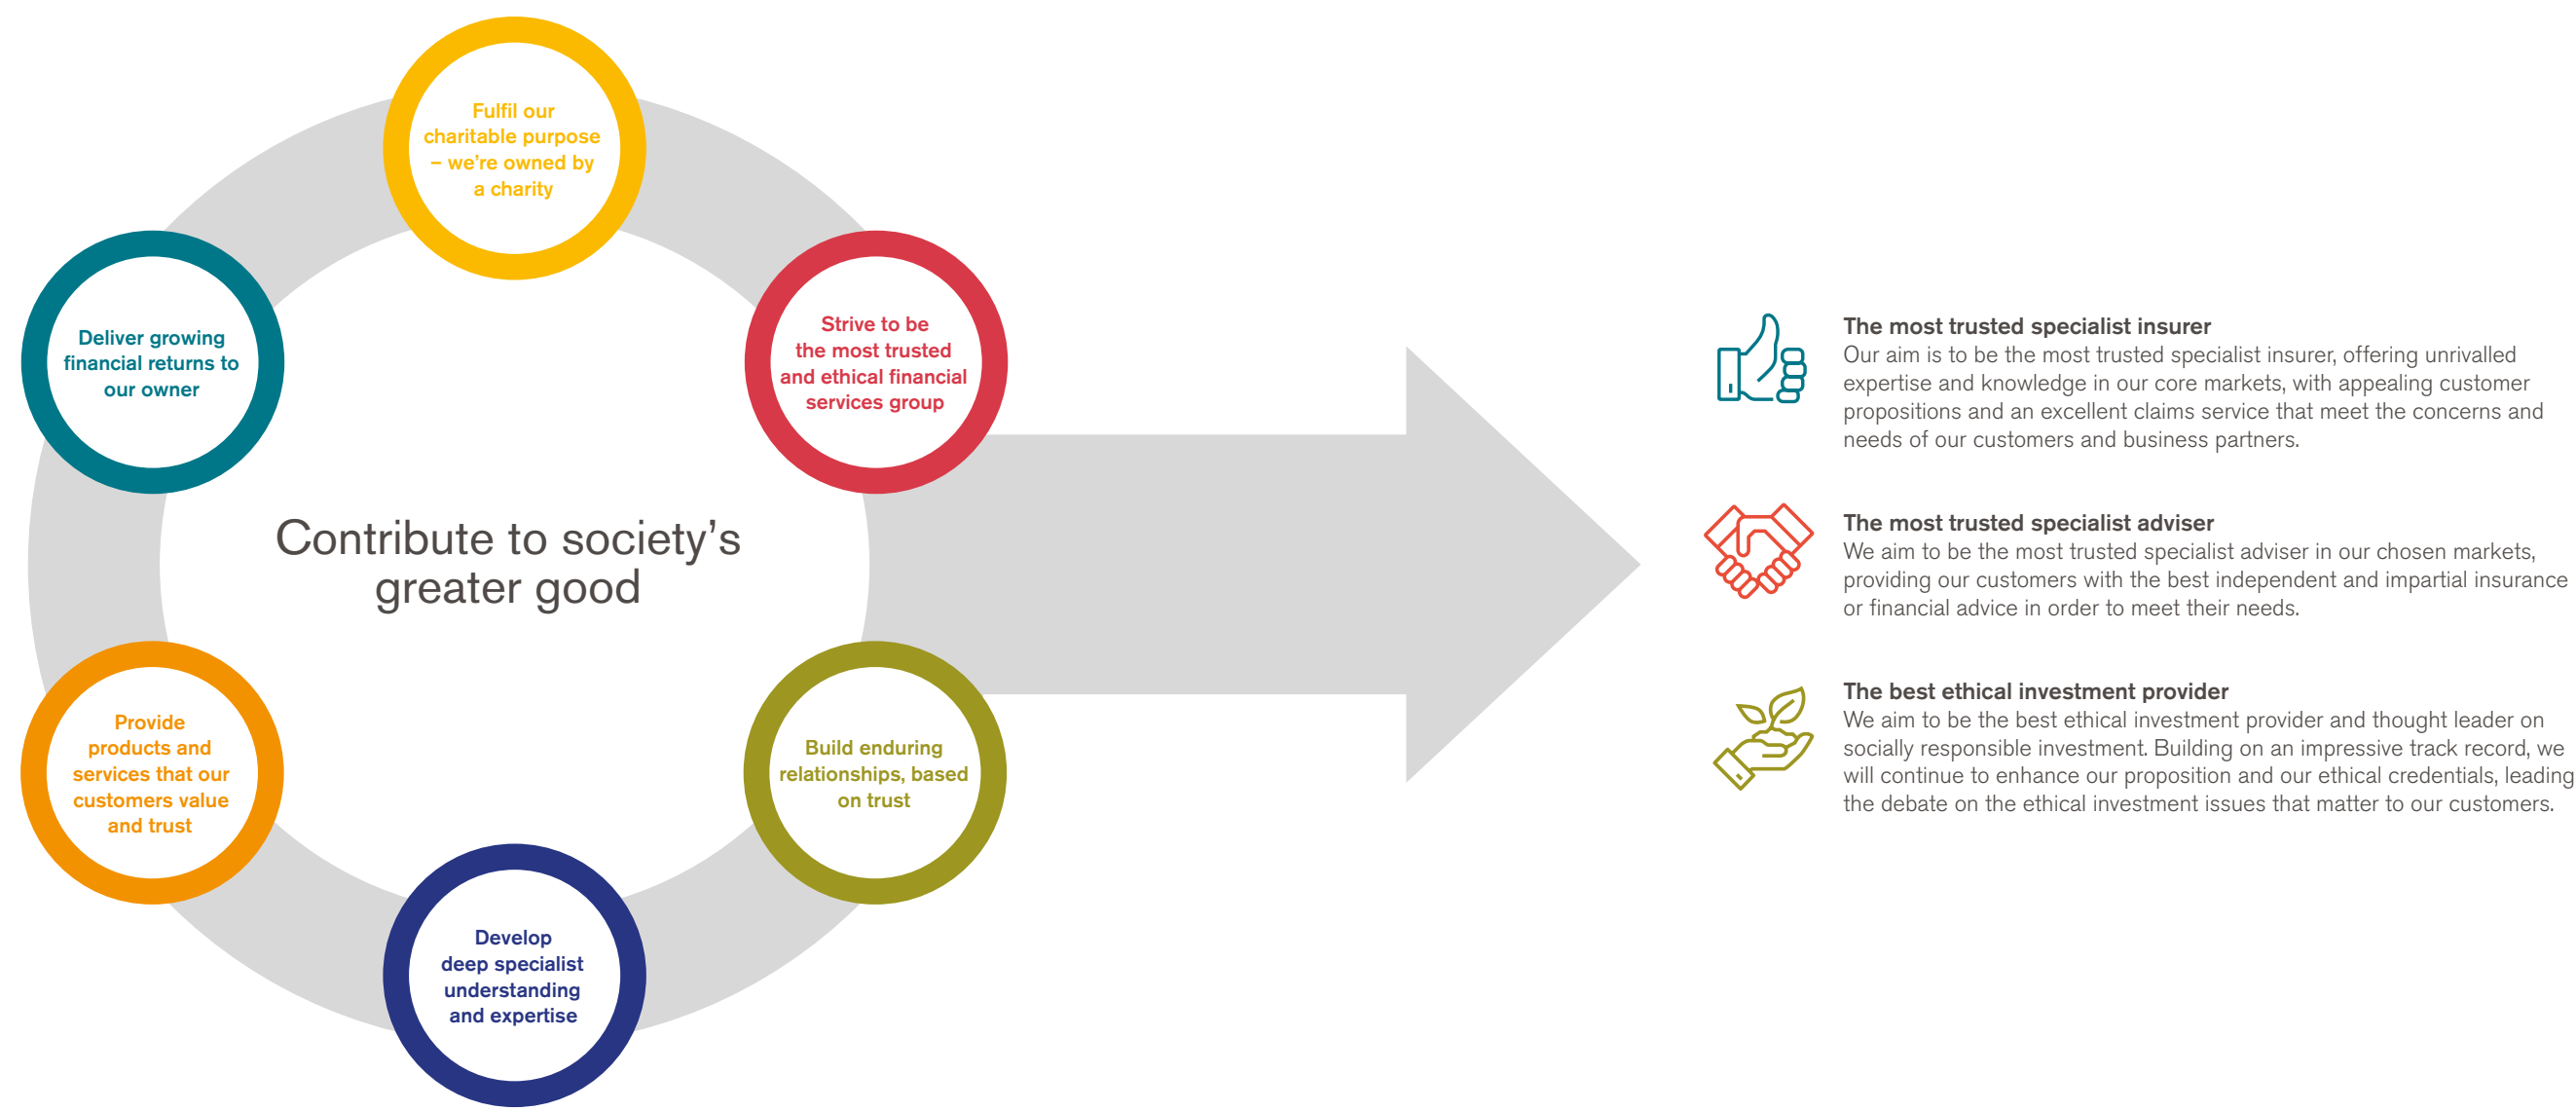 Fulfil our
charitable purpose
– we’re owned by
a charity
Strive to be
the most trusted
and ethical financial
services group
Build enduring
relationships, based
on trust
Develop
deep specialist
understanding
and expertise
Provide
products and
services that our
customers value
and trust
Deliver growing
financial returns to
our owner
Contribute to society’s
greater good
The most trusted specialist insurer
Our aim is to be the most trusted specialist insurer, offering unrivalled
expertise and knowledge in our core markets, with appealing customer
propositions and an excellent claims service that meet the concerns and
needs of our customers and business partners.
The most trusted specialist adviser
We aim to be the most trusted specialist adviser in our chosen markets,
providing our customers with the best independent and impartial insurance
or financial advice in order to meet their needs.
The best ethical investment provider
We aim to be the best ethical investment provider and thought leader on
socially responsible investment. Building on an impressive track record, we
will continue to enhance our proposition and our ethical credentials, leading
the debate on the ethical investment issues that matter to our customers.